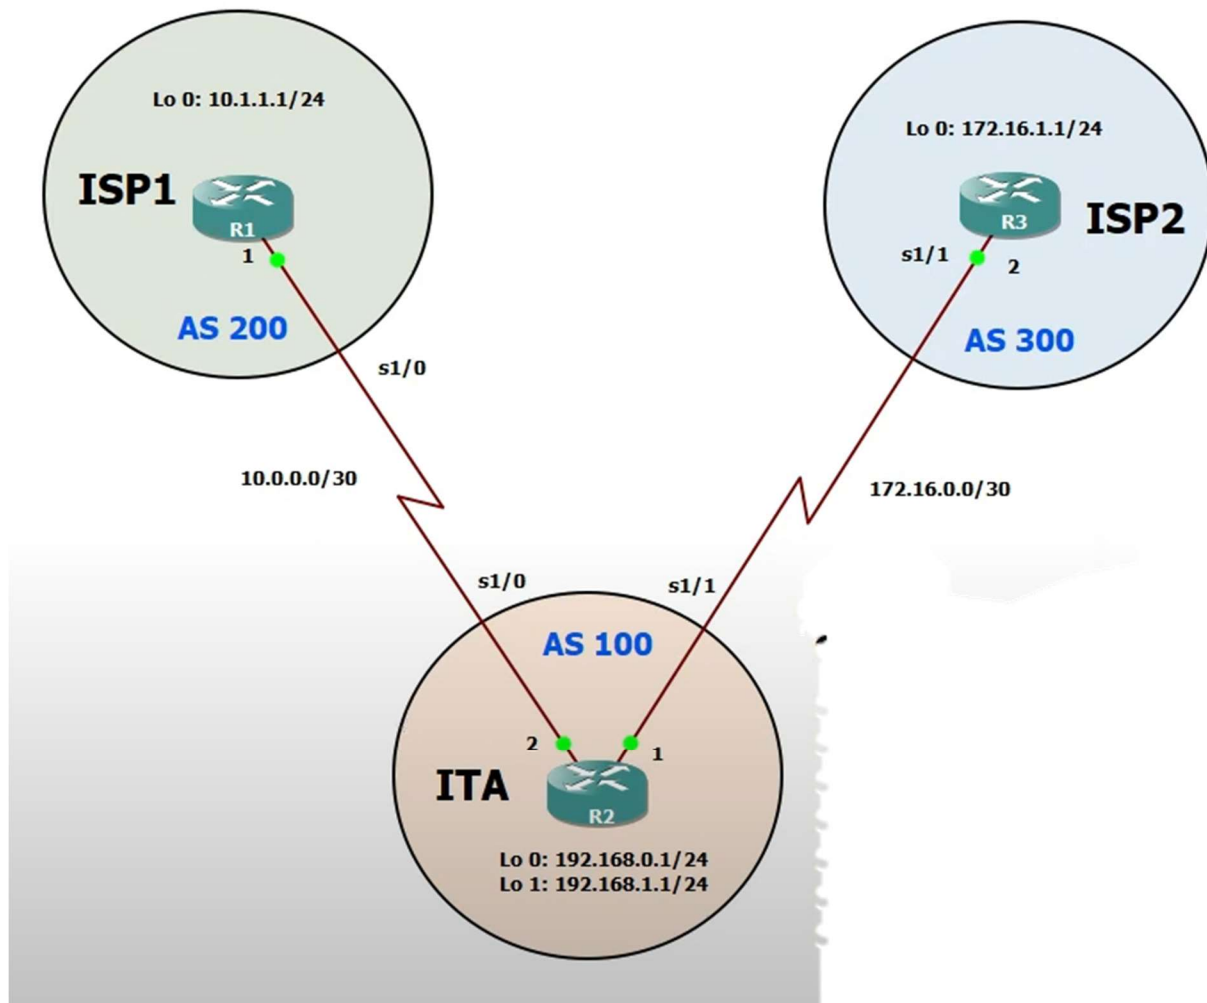 Lo 0: 10.1.1.1/24
ISP1
R1
1
AS 200
s1/0
10.0.0.0/30
Lo 0: 172.16.1.1/24
R3
ISP2
s1/1
2
AS 300
172.16.0.0/30
s1/0
s1/1
AS 100
2
1
ITA
R2
Lo 0: 192.168.0.1/24
Lo 1: 192.168.1.1/24